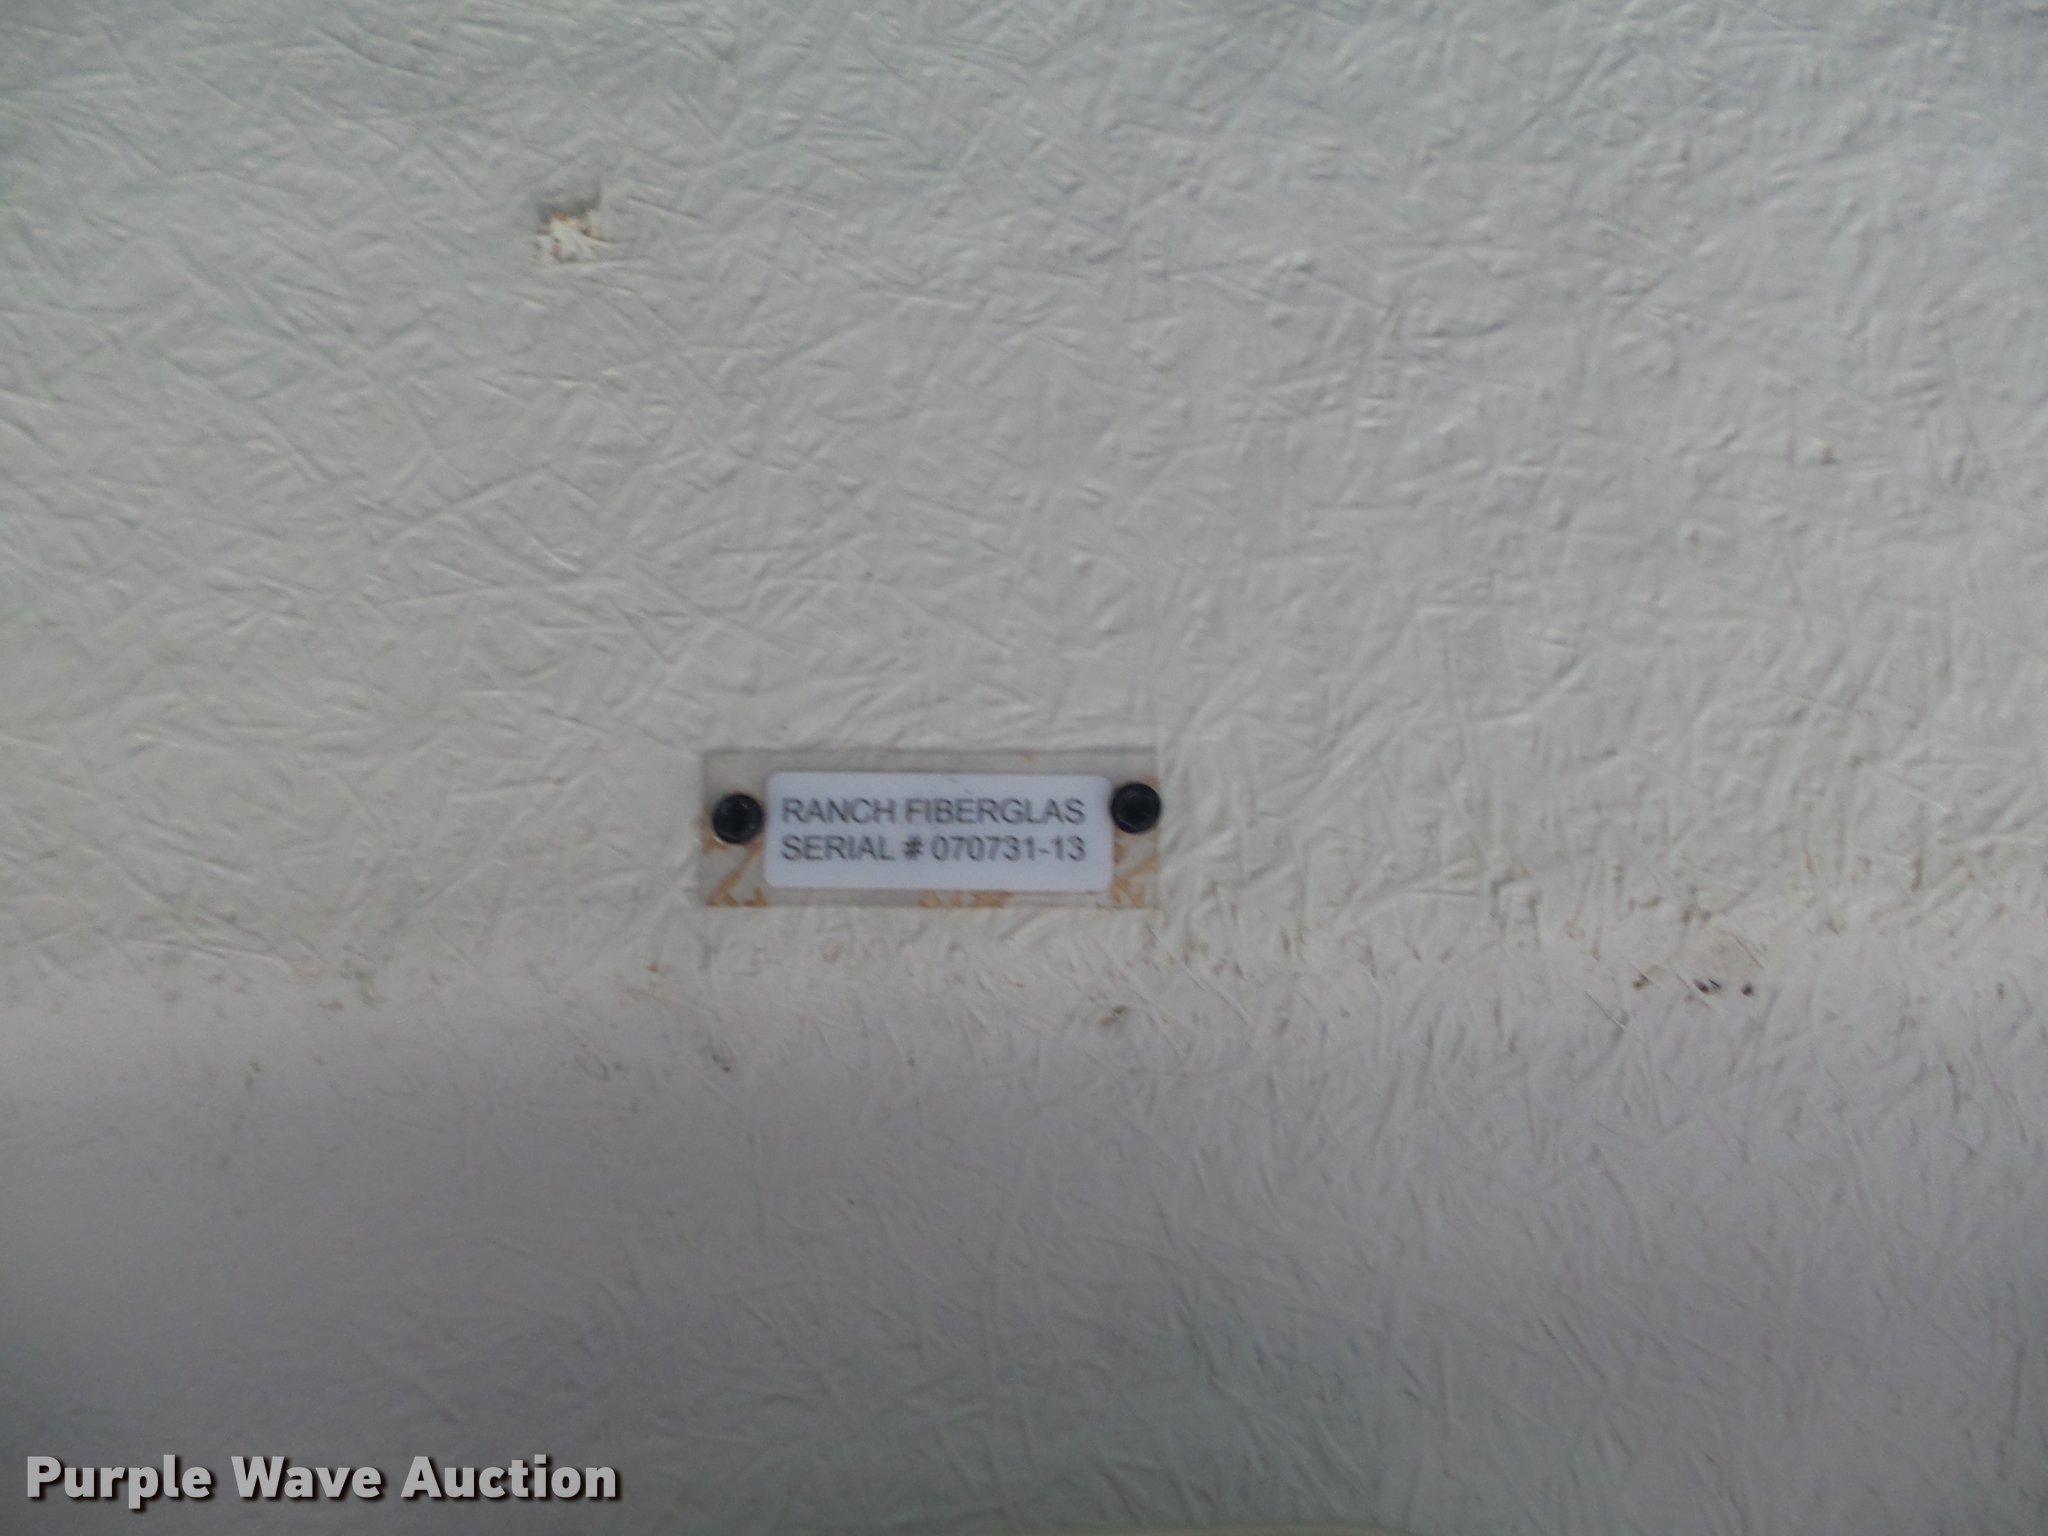 RANCH FIBERGLAS
SERIAL # 070731-13
Purple Wave Auction